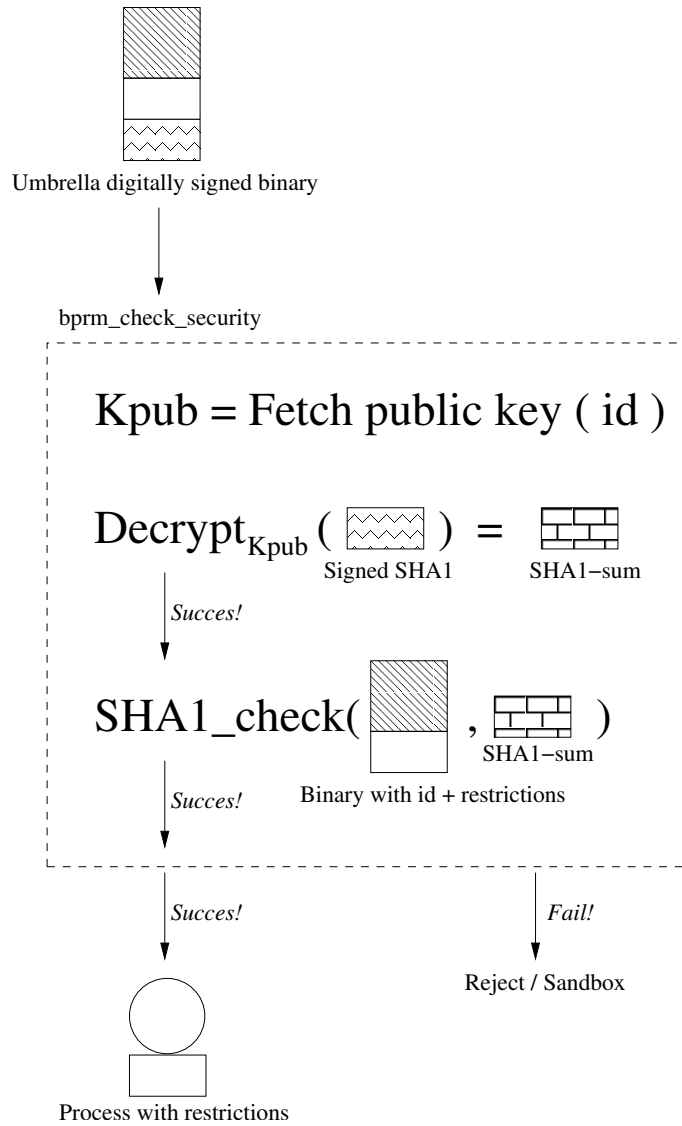 Umbrella digitally signed binary
bprm_check_security
Kpub = Fetch public key ( id )
DecryptKpub ( ) =
Signed SHA1 SHA1−sum
Succes!
SHA1_check( , )
SHA1−sum
Binary with id + restrictions
Succes!
Succes! Fail!
Reject / Sandbox
Process with restrictions